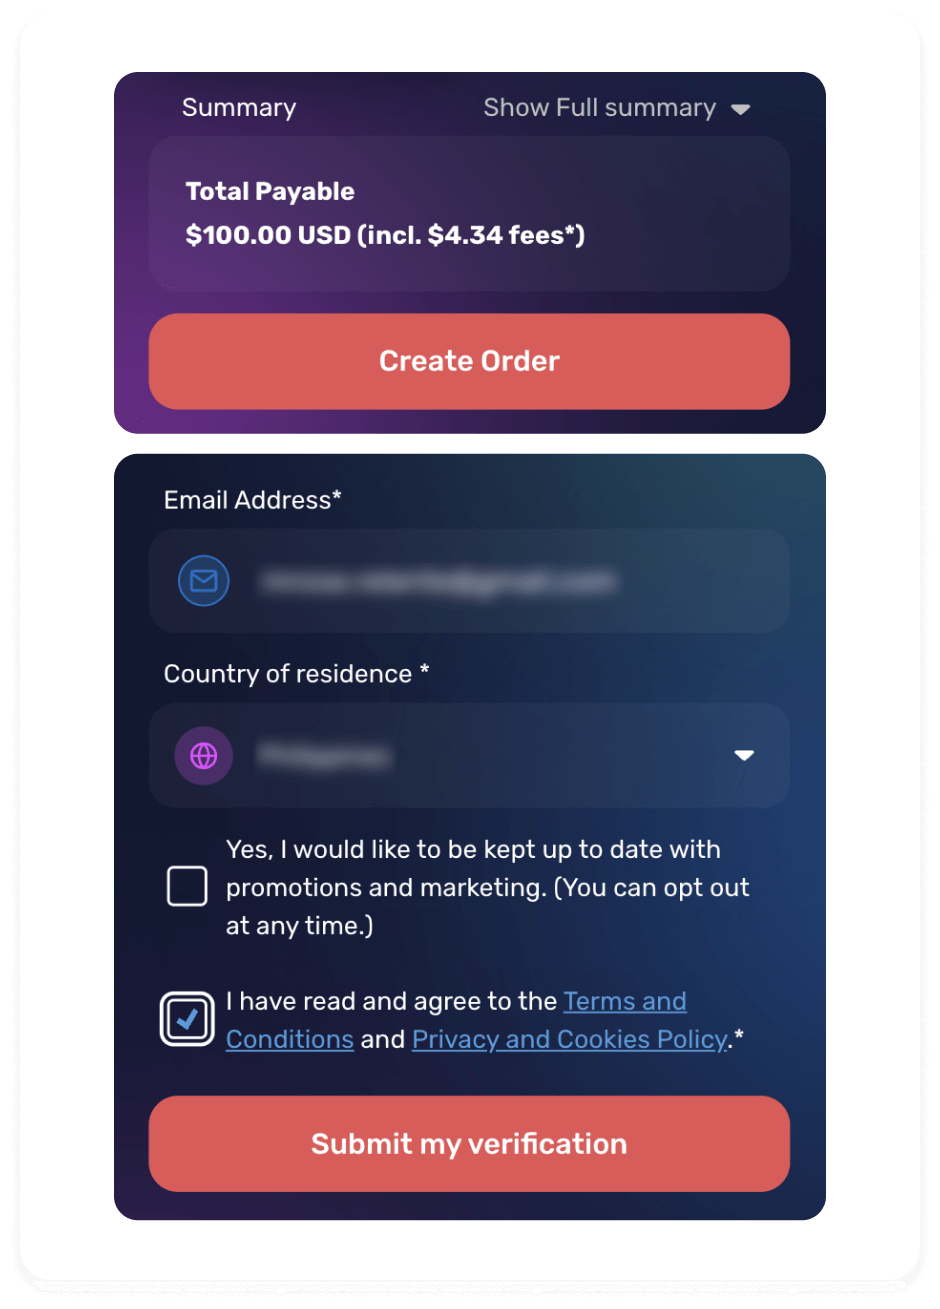 Summary
Show Full summary
Total Payable
$100.00 USD (incl. $4.34 fees*)
Create Order
Email Address*
Country of residence *
Yes, I would like to be kept up to date with
promotions and marketing. (You can opt out
at any time.)
I have read and agree to the Terms and
Conditions and Privacy and Cookies Policy.*
Submit my verification